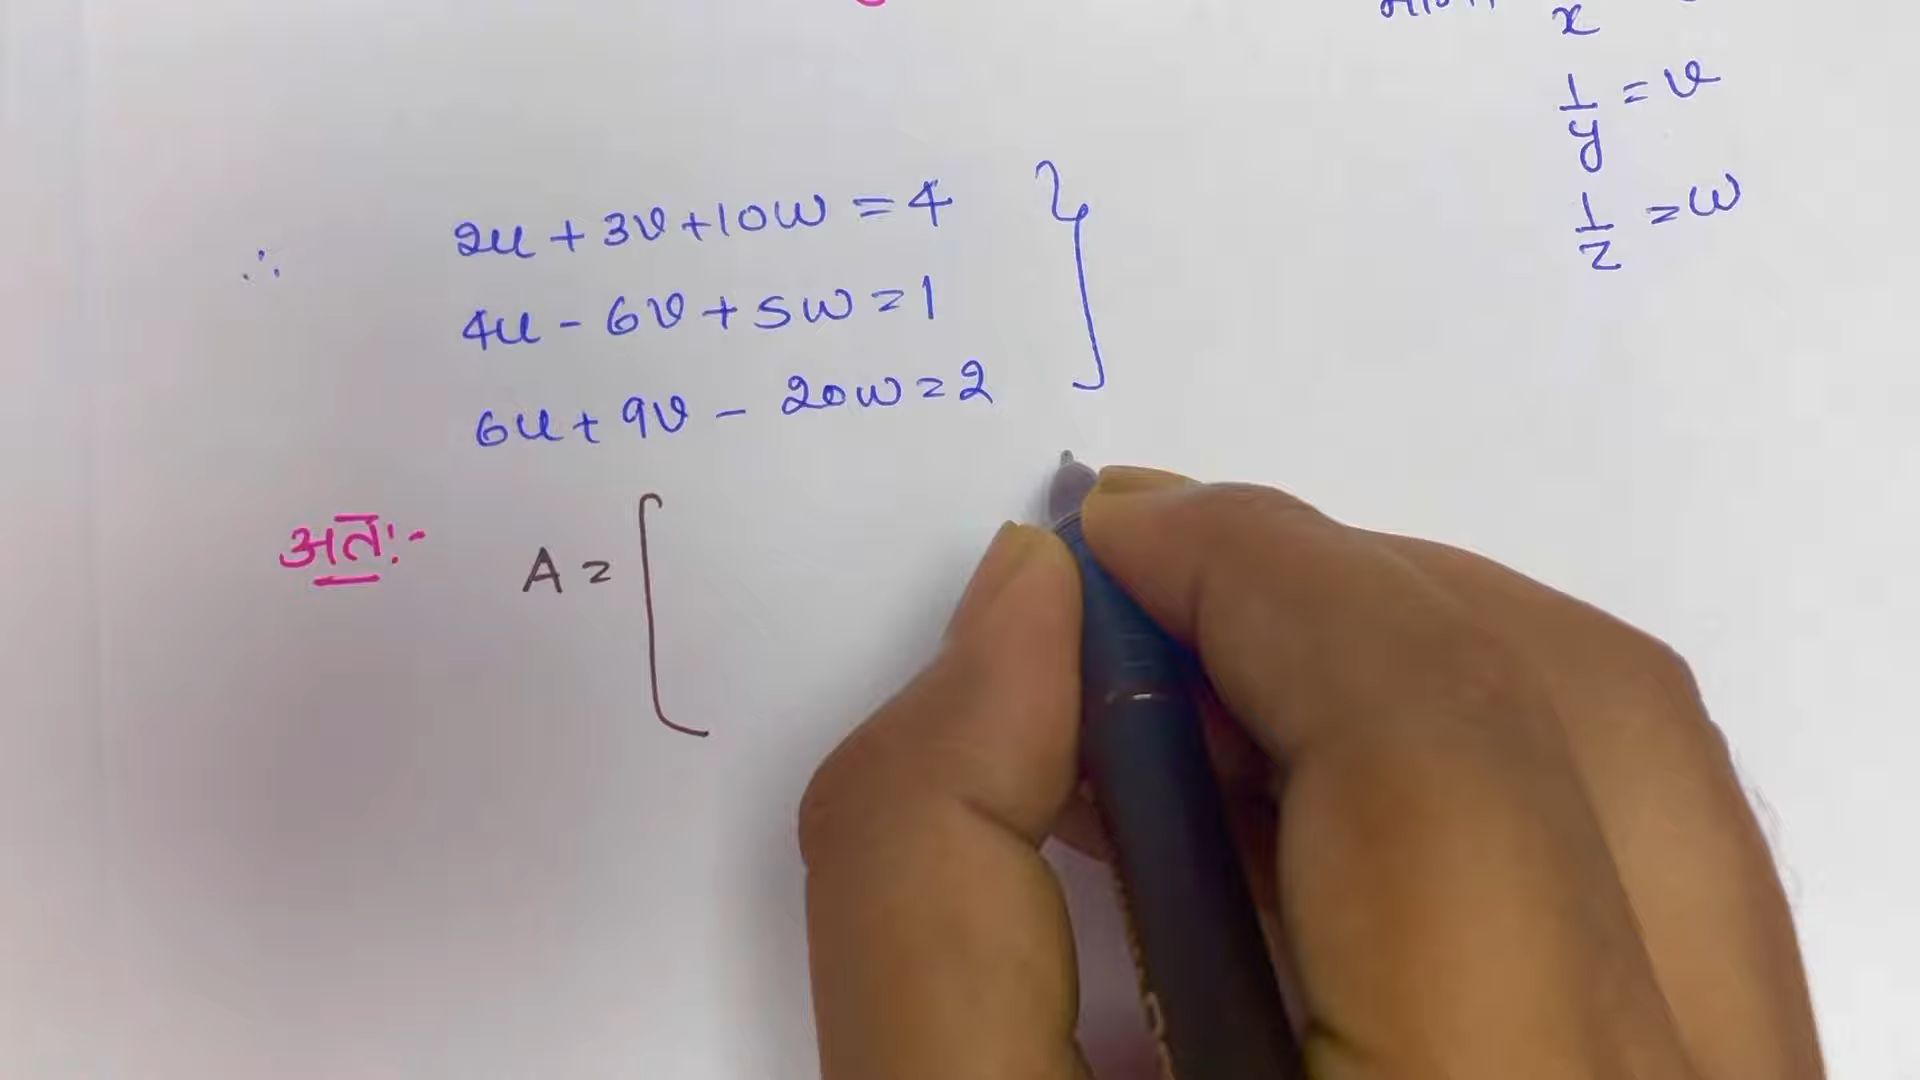 x
1/y = v
1/z = w
∴ 2u + 3v + 10w = 4
4u - 6v + 5w = 1
6u + 9v - 20w = 2
अतः:- A = [